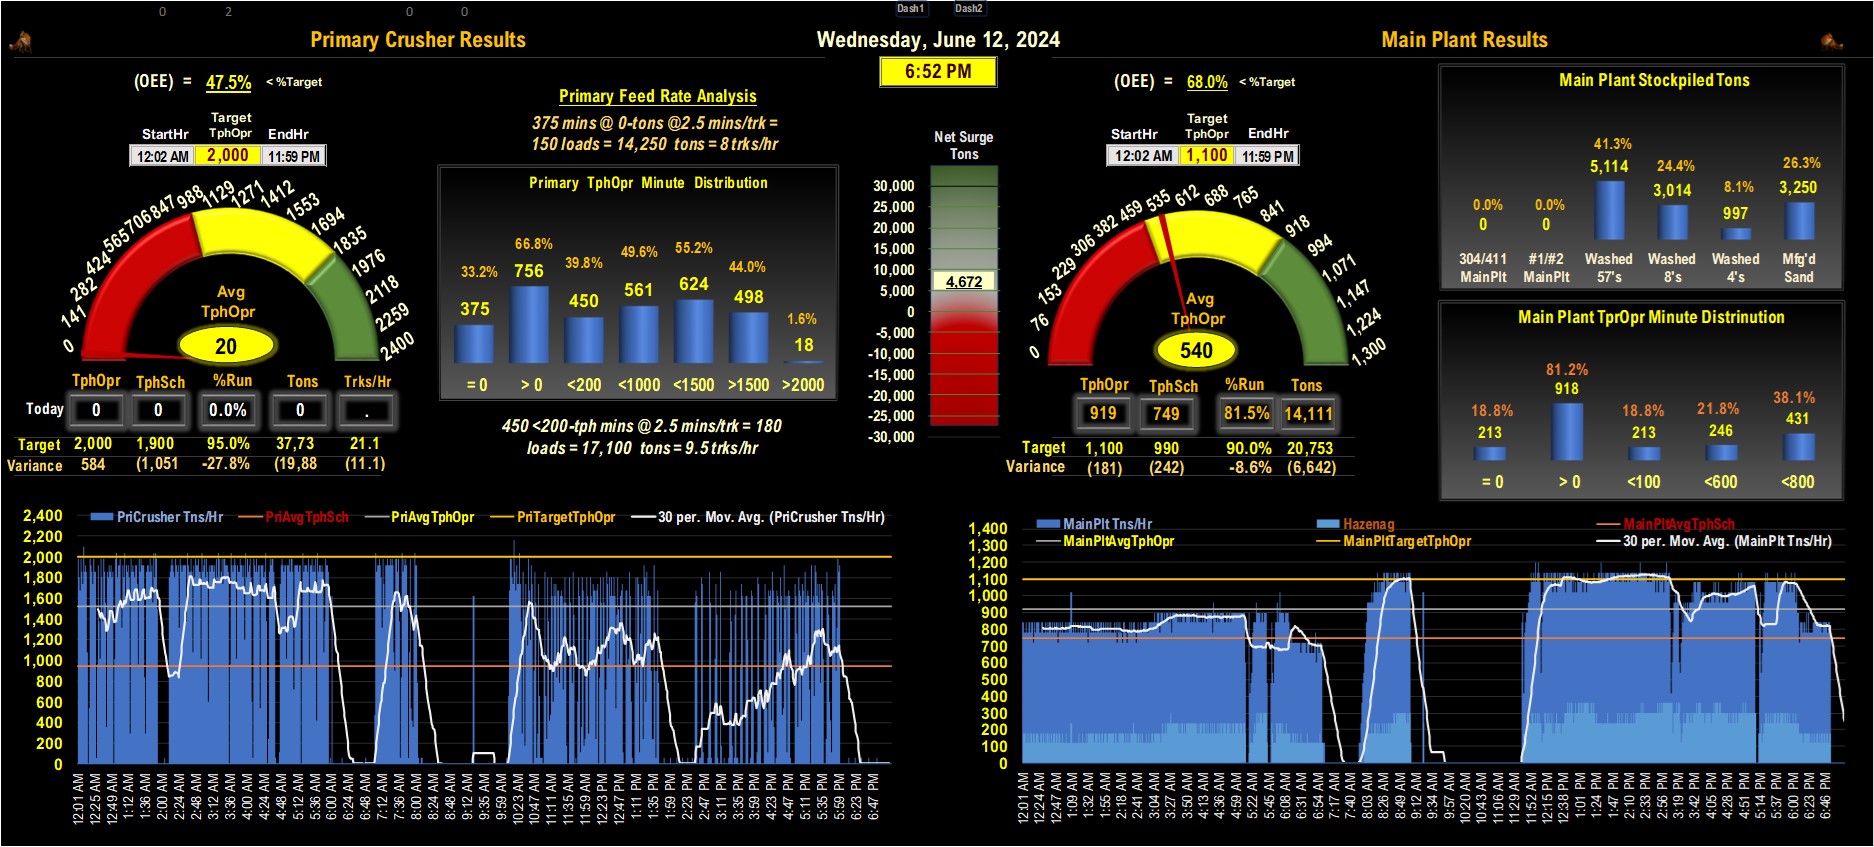 0 2 0 0 Dash1 Dash2
Primary Crusher Results
Wednesday, June 12, 2024
Main Plant Results
6:52 PM
(OEE) = 47.5% < %Target
Target
StartHr TphOpr EndHr
12:02 AM 2,000 11:59 PM
0 141 282 424 565 706 847 988 1129 1271 1412 1553 1694 1835 1976 2118 2259 2400
Avg
TphOpr
20
TphOpr TphSch %Run Tons Trks/Hr
Today 0 0 0.0% 0 .
Target 2,000 1,900 95.0% 37,73 21.1
Variance 584 (1,051 -27.8% (19,88 (11.1)
Primary Feed Rate Analysis
375 mins @ 0-tons @2.5 mins/trk =
150 loads = 14,250 tons = 8 trks/hr
Primary TphOpr Minute Distribution
33.2% 66.8% 39.8% 49.6% 55.2% 44.0% 1.6%
375 756 450 561 624 498 18
= 0 > 0 <200 <1000 <1500 >1500 >2000
450 <200-tph mins @ 2.5 mins/trk = 180
loads = 17,100 tons = 9.5 trks/hr
Net Surge
Tons
30,000
25,000
20,000
15,000
10,000
4,672
5,000
0
-5,000
-10,000
-15,000
-20,000
-25,000
-30,000
(OEE) = 68.0% < %Target
Target
StartHr TphOpr EndHr
12:02 AM 1,100 11:59 PM
0 76 153 229 306 382 459 535 612 688 765 841 918 994 1,071 1,147 1,224 1,300
Avg
TphOpr
540
TphOpr TphSch %Run Tons
919 749 81.5% 14,111
Target 1,100 990 90.0% 20,753
Variance (181) (242) -8.6% (6,642)
Main Plant Stockpiled Tons
0.0% 0.0% 41.3% 24.4% 8.1% 26.3%
0 0 5,114 3,014 997 3,250
304/411 #1/#2 Washed Washed Washed Mfg'd
MainPlt MainPlt 57's 8's 4's Sand
Main Plant TprOpr Minute Distrinution
18.8% 81.2% 18.8% 21.8% 38.1%
213 918 213 246 431
= 0 > 0 <100 <600 <800
PriCrusher Tns/Hr PriAvgTphSch PriAvgTphOpr PriTargetTphOpr 30 per. Mov. Avg. (PriCrusher Tns/Hr)
2,400
2,200
2,000
1,800
1,600
1,400
1,200
1,000
800
600
400
200
0
12:01 AM 12:25 AM 12:49 AM 1:12 AM 1:36 AM 2:00 AM 2:24 AM 2:48 AM 3:12 AM 3:36 AM 4:00 AM 4:24 AM 4:48 AM 5:12 AM 5:36 AM 6:00 AM 6:24 AM 6:48 AM 7:12 AM 7:36 AM 8:00 AM 8:24 AM 8:48 AM 9:12 AM 9:35 AM 9:59 AM 10:23 AM 10:47 AM 11:11 AM 11:35 AM 11:59 AM 12:23 PM 12:47 PM 1:11 PM 1:35 PM 1:59 PM 2:23 PM 2:47 PM 3:11 PM 3:35 PM 3:59 PM 4:23 PM 4:47 PM 5:11 PM 5:35 PM 5:59 PM 6:23 PM 6:47 PM
MainPlt Tns/Hr Hazenag MainPltAvgTphSch
MainPltAvgTphOpr MainPltTargetTphOpr 30 per. Mov. Avg. (MainPlt Tns/Hr)
1,400
1,300
1,200
1,100
1,000
900
800
700
600
500
400
300
200
100
0
12:01 AM 12:24 AM 12:46 AM 1:09 AM 1:32 AM 1:55 AM 2:18 AM 2:41 AM 3:04 AM 3:27 AM 3:50 AM 4:13 AM 4:36 AM 4:59 AM 5:22 AM 5:45 AM 6:08 AM 6:31 AM 6:54 AM 7:17 AM 7:40 AM 8:03 AM 8:26 AM 8:49 AM 9:12 AM 9:34 AM 9:57 AM 10:20 AM 10:43 AM 11:06 AM 11:29 AM 11:52 AM 12:15 PM 12:38 PM 1:01 PM 1:24 PM 1:47 PM 2:10 PM 2:33 PM 2:56 PM 3:19 PM 3:42 PM 4:05 PM 4:28 PM 4:51 PM 5:14 PM 5:37 PM 6:00 PM 6:23 PM 6:46 PM